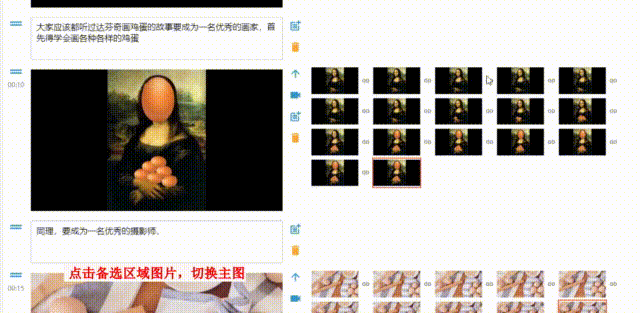 大家应该都听过达芬奇画鸡蛋的故事要成为一名优秀的画家，首
先得学会画各种各样的鸡蛋
00:10
同理，要成为一名优秀的摄影师，
点击备选区域图片，切换主图
00:15